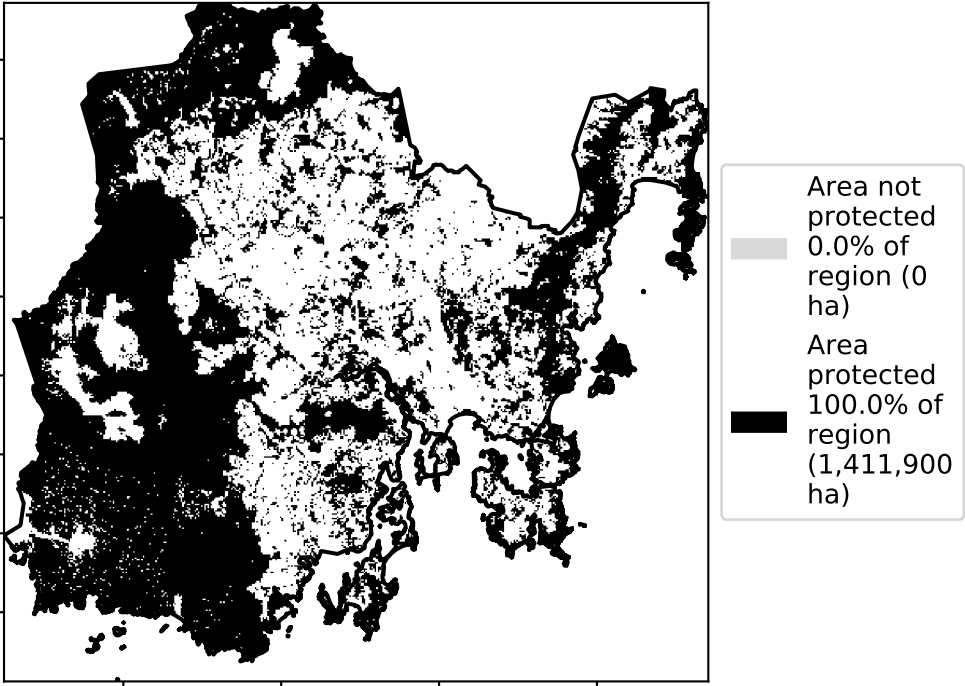 Area not
protected
0.0% of
region (0
ha)
Area
protected
100.0% of
region
(1,411,900
ha)